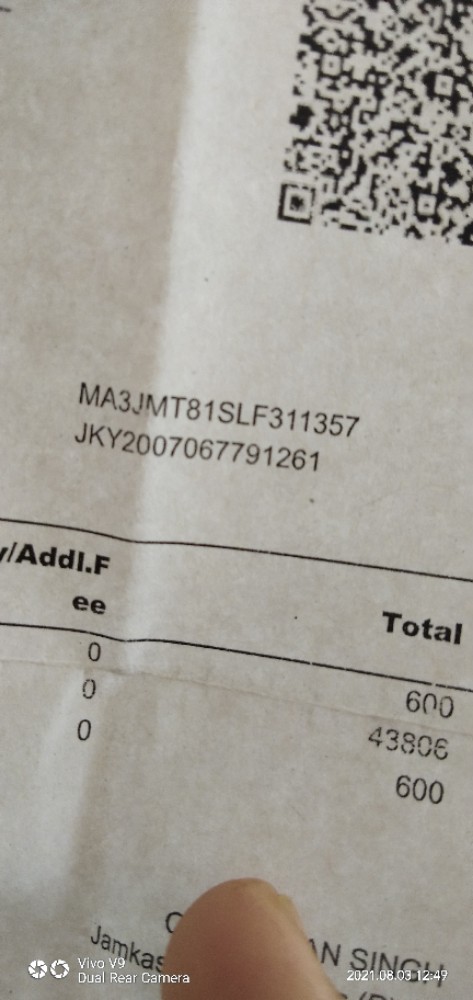 MA3JMT81SLF311357
JKY2007067791261
y/Addl.F
ee
Total
0
600
0
43806
0
600
AN SINGH
Jamkas
Vivo V9
Dual Rear Camera
2021.08.03 12:49